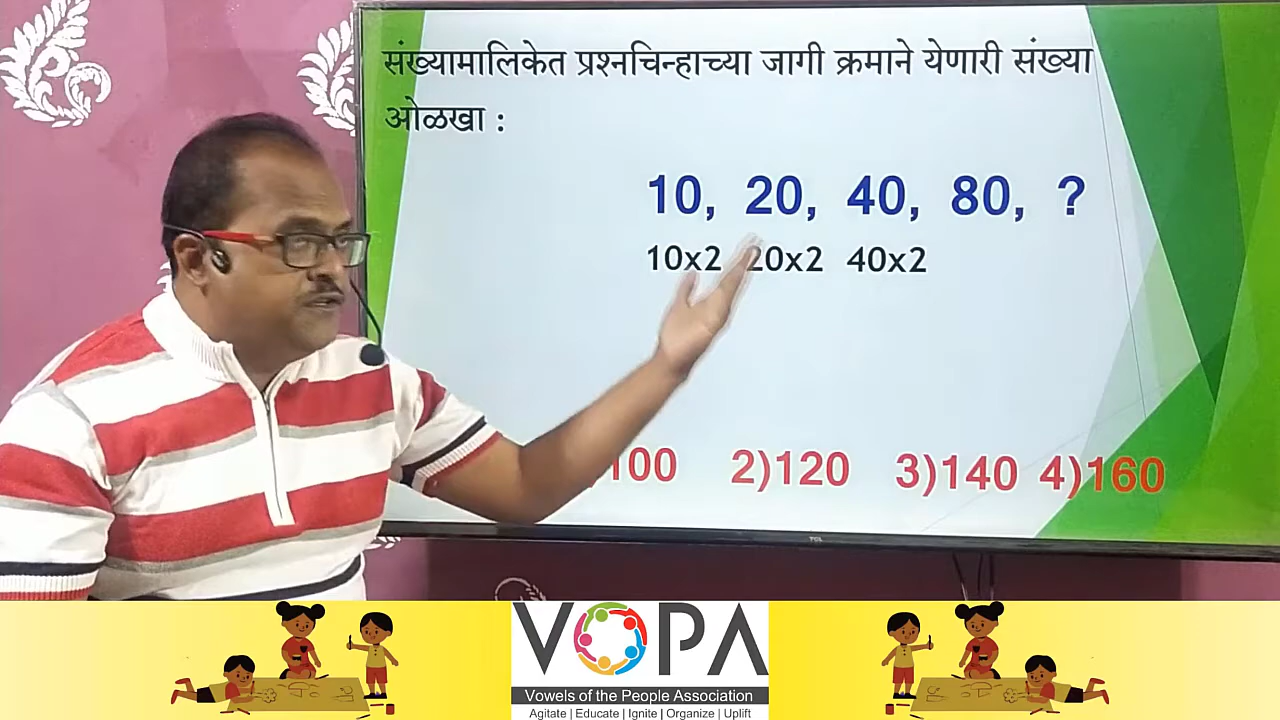 संख्यामालिकेत प्रश्नचिन्हाच्या जागी क्रमाने येणारी संख्या
ओळखा :
10, 20, 40, 80, ?
10x2 20x2 40x2
100 2)120 3)140 4)160
TCL
VOPA
Vowels of the People Association
Agitate | Educate | Ignite | Organize | Uplift